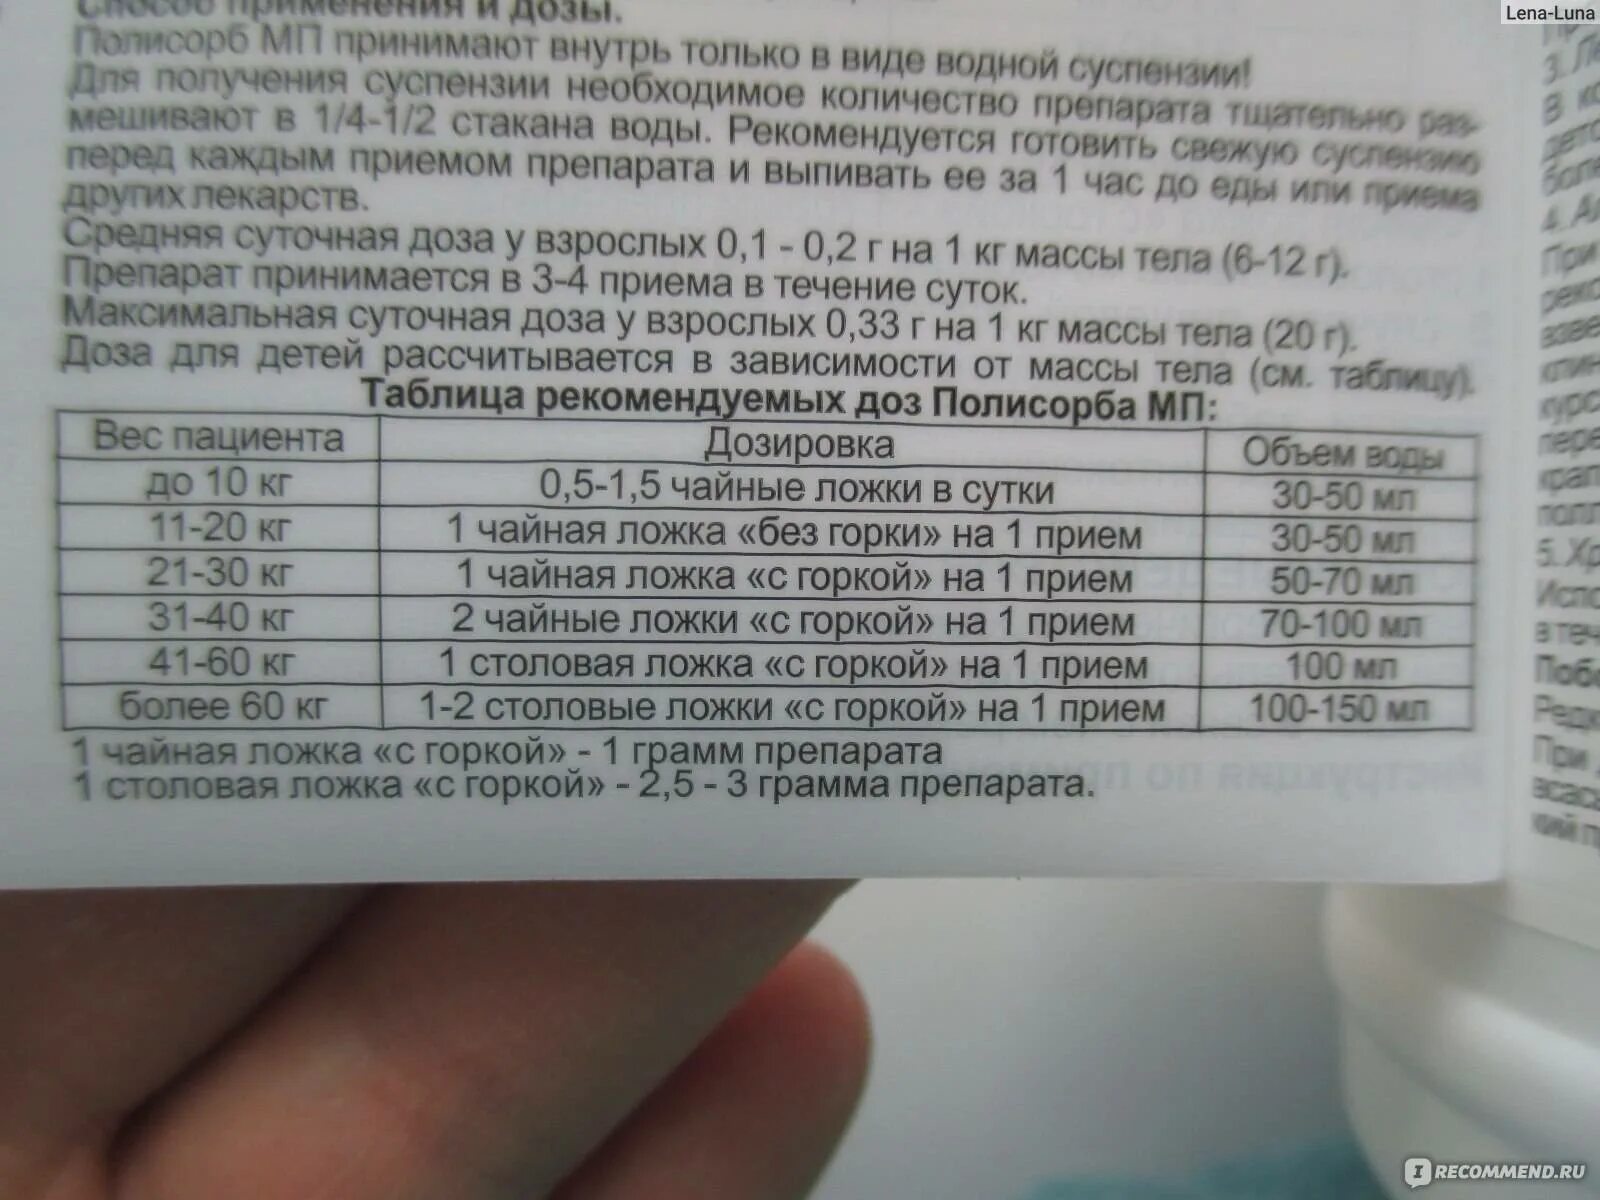 Lena-Luna
Способ применения и дозы.
Полисорб МП принимают внутрь только в виде водной суспензии!
Для получения суспензии необходимое количество препарата тщательно раз-
мешивают в 1/4-1/2 стакана воды. Рекомендуется готовить свежую суспензию
перед каждым приемом препарата и выпивать ее за 1 час до еды или приема
других лекарств.
Средняя суточная доза у взрослых 0,1 - 0,2 г на 1 кг массы тела (6-12 г).
Препарат принимается в 3-4 приема в течение суток.
Максимальная суточная доза у взрослых 0,33 г на 1 кг массы тела (20 г).
Доза для детей рассчитывается в зависимости от массы тела (см. таблицу).
Таблица рекомендуемых доз Полисорба МП:
Вес пациента Дозировка Объем воды
до 10 кг 0,5-1,5 чайные ложки в сутки 30-50 мл
11-20 кг 1 чайная ложка «без горки» на 1 прием 30-50 мл
21-30 кг 1 чайная ложка «с горкой» на 1 прием 50-70 мл
31-40 кг 2 чайные ложки «с горкой» на 1 прием 70-100 мл
41-60 кг 1 столовая ложка «с горкой» на 1 прием 100 мл
более 60 кг 1-2 столовые ложки «с горкой» на 1 прием 100-150 мл
1 чайная ложка «с горкой» - 1 грамм препарата
1 столовая ложка «с горкой» - 2,5 - 3 грамма препарата.
IRECOMMEND.RU